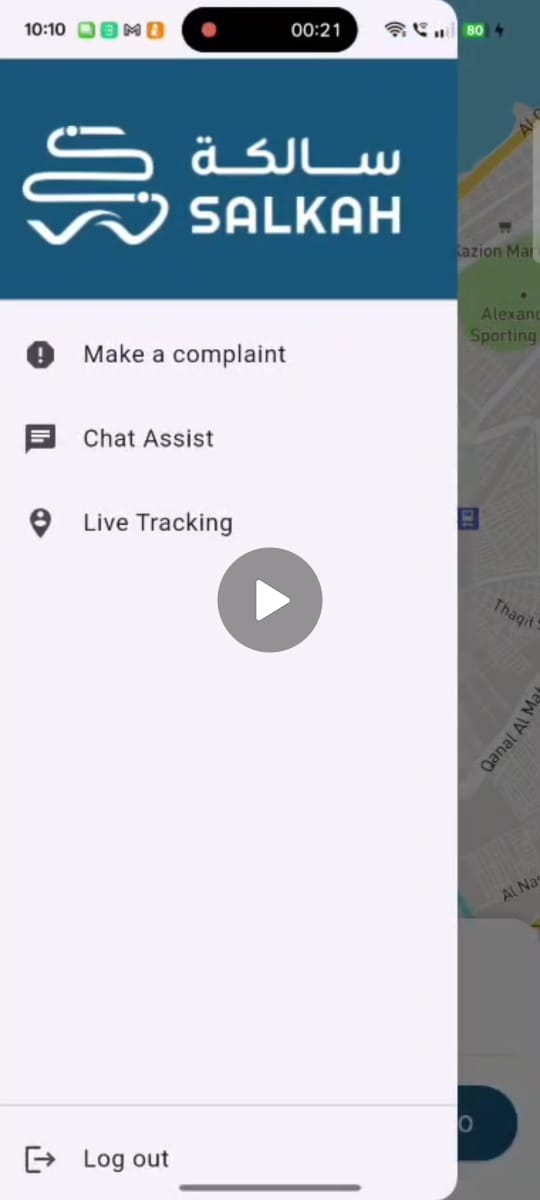 10:10
00:21
80
سالكة
SALKAH
Make a complaint
Chat Assist
Live Tracking
Log out
Kazion Mar
Alexand
Sporting
Thaqif S
Qanal Al Mah
Al Nas
O